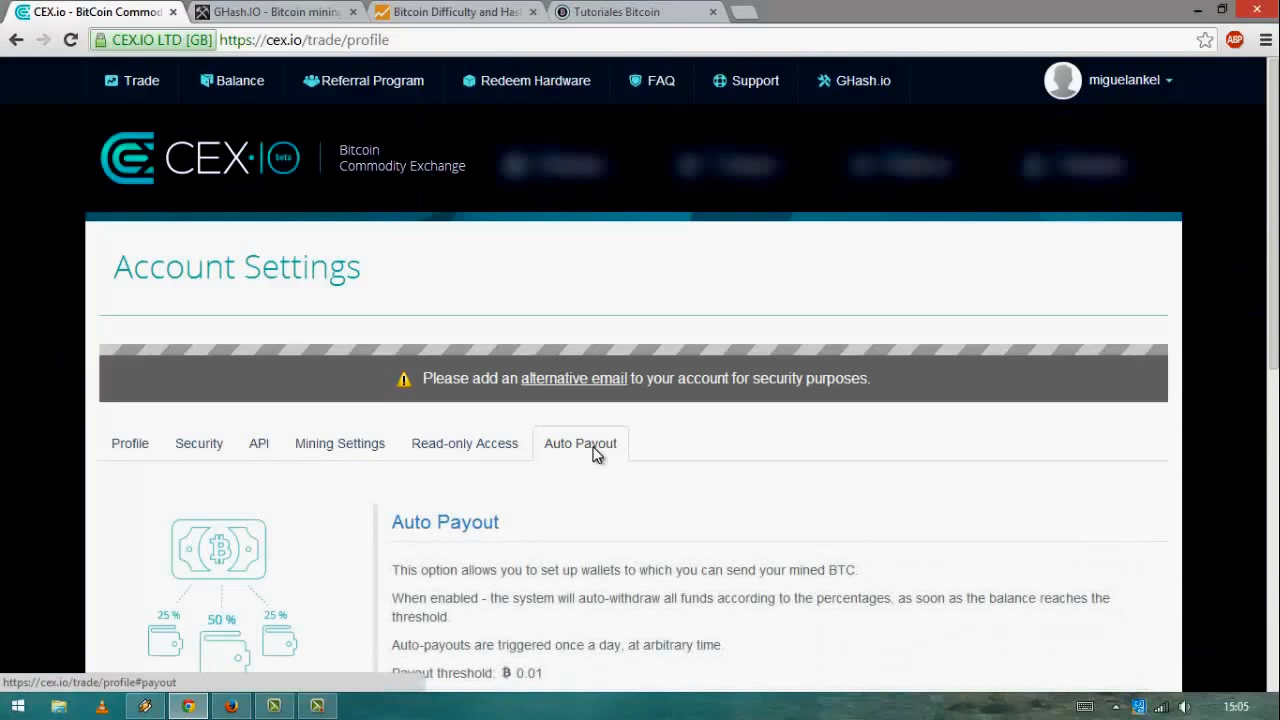 CEX.io - BitCoin Commod
GHash.IO - Bitcoin mining
Bitcoin Difficulty and Has
Tutoriales Bitcoin
CEX.IO LTD [GB]
https://cex.io/trade/profile
ABP
Trade
Balance
Referral Program
Redeem Hardware
FAQ
Support
GHash.io
miguelankel
CEX.IO beta
Bitcoin
Commodity Exchange
Account Settings
Please add an alternative email to your account for security purposes.
Profile
Security
API
Mining Settings
Read-only Access
Auto Payout
Auto Payout
This option allows you to set up wallets to which you can send your mined BTC.
When enabled - the system will auto-withdraw all funds according to the percentages, as soon as the balance reaches the
threshold.
25 %
50 %
25 %
Auto-payouts are triggered once a day, at arbitrary time.
Payout threshold: ฿ 0.01
https://cex.io/trade/profile#payout
15:05